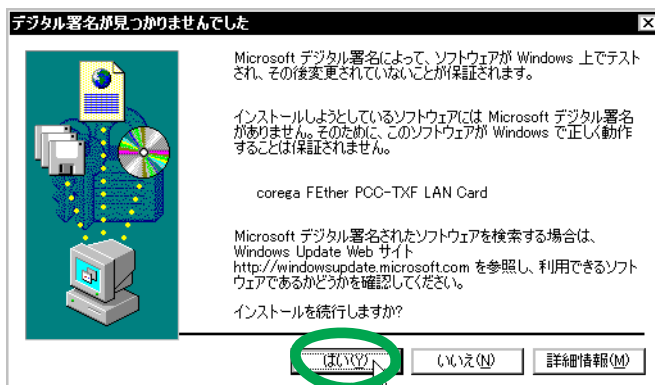 デジタル署名が見つかりませんでした
Microsoft デジタル署名によって、ソフトウェアが Windows 上でテスト
され、その後変更されていないことが保証されます。
インストールしようとしているソフトウェアには Microsoft デジタル署名
がありません。そのために、このソフトウェアが Windows で正しく動作
することは保証されません。
corega FEther PCC-TXF LAN Card
Microsoft デジタル署名されたソフトウェアを検索する場合は、
Windows Update Web サイト
http://windowsupdate.microsoft.com を参照し、利用できるソフト
ウェアであるかどうかを確認してください。
インストールを続行しますか?
はい(Y) いいえ(N) 詳細情報(M)